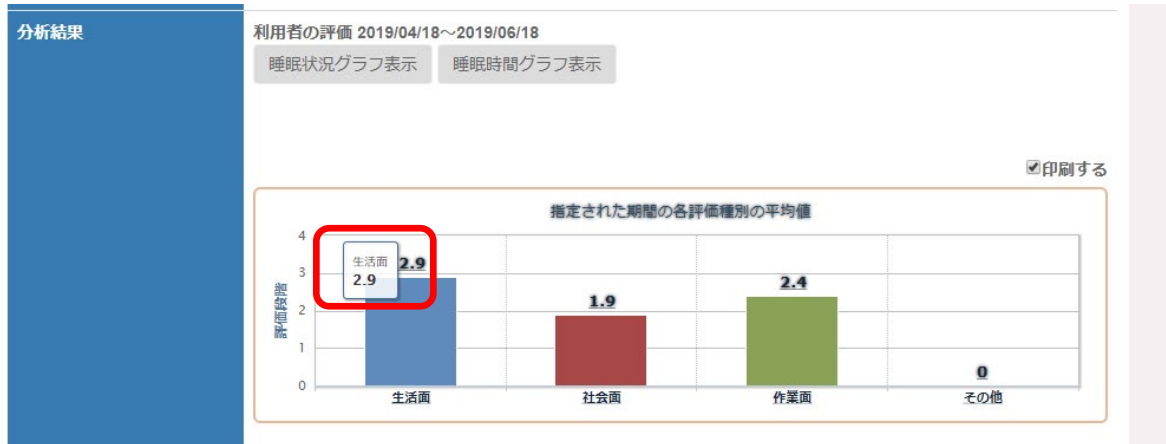 分析結果
利用者の評価 2019/04/18～2019/06/18
睡眠状況グラフ表示 睡眠時間グラフ表示
印刷する
指定された期間の各評価種別の平均値
評価段階
4
3
2
1
0
生活面
2.9
2.9
1.9
2.4
0
生活面 社会面 作業面 その他